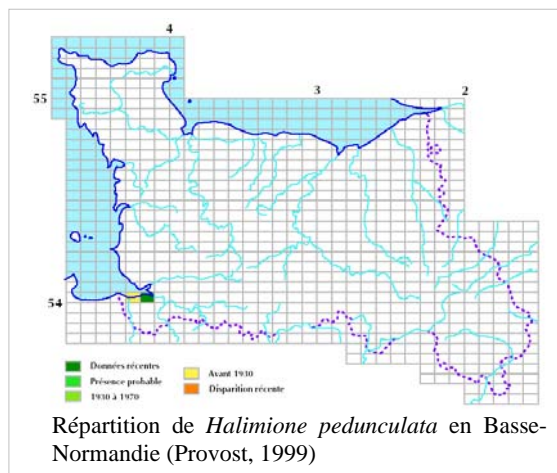 4
3
2
55
54
Données récentes
Présence probable
1930 à 1970
Avant 1930
Disparition récente
Répartition de Halimione pedunculata en Basse-
Normandie (Provost, 1999)